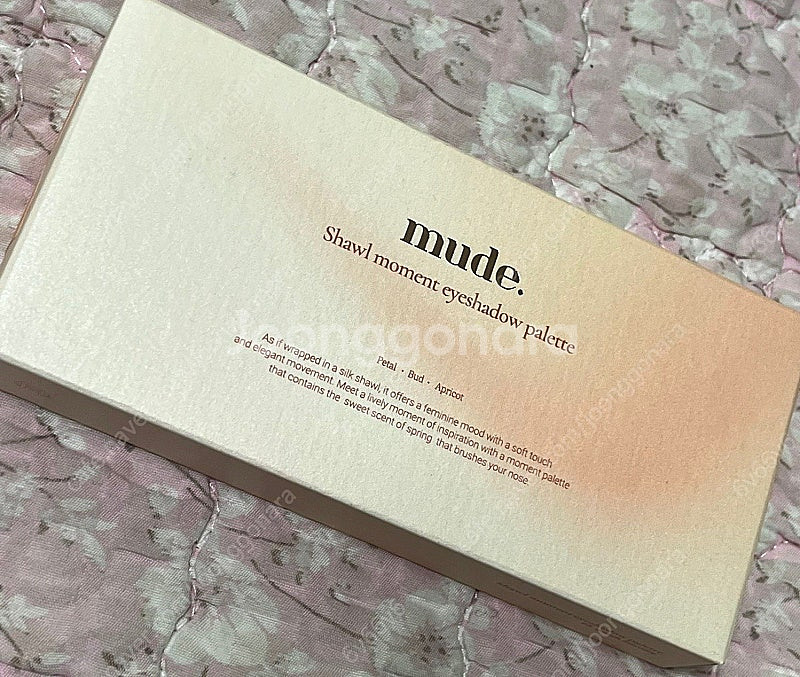 mude.
Shawl moment eyeshadow palette
Petal · Bud · Apricot
As if wrapped in a silk shawl, it offers a feminine mood with a soft touch
and elegant movement. Meet a lively moment of inspiration with a moment palette
that contains the sweet scent of spring that brushes your nose.
Joonggonara